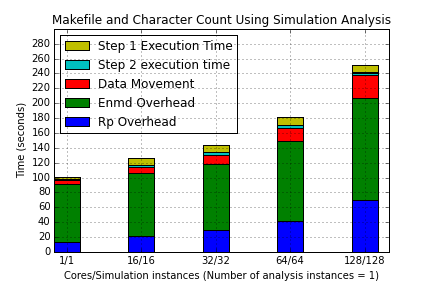 Makefile and Character Count Using Simulation Analysis
Step 1 Execution Time
Step 2 execution time
Data Movement
Enmd Overhead
Rp Overhead
Time (seconds)
280
260
240
220
200
180
160
140
120
100
80
60
40
20
0
1/1 16/16 32/32 64/64 128/128
Cores/Simulation instances (Number of analysis instances = 1)